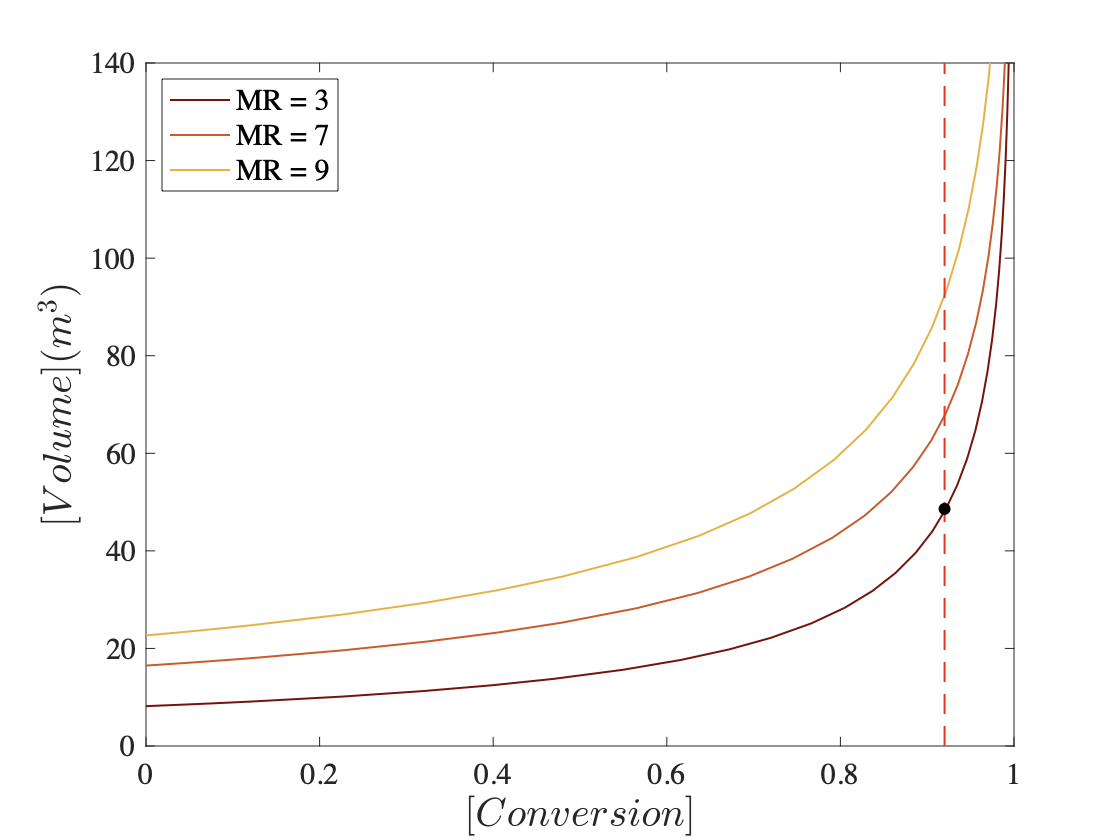 140
120
100
80
60
40
20
0
MR = 3
MR = 7
MR = 9
[Volume](m³)
0 0.2 0.4 0.6 0.8 1
[Conversion]